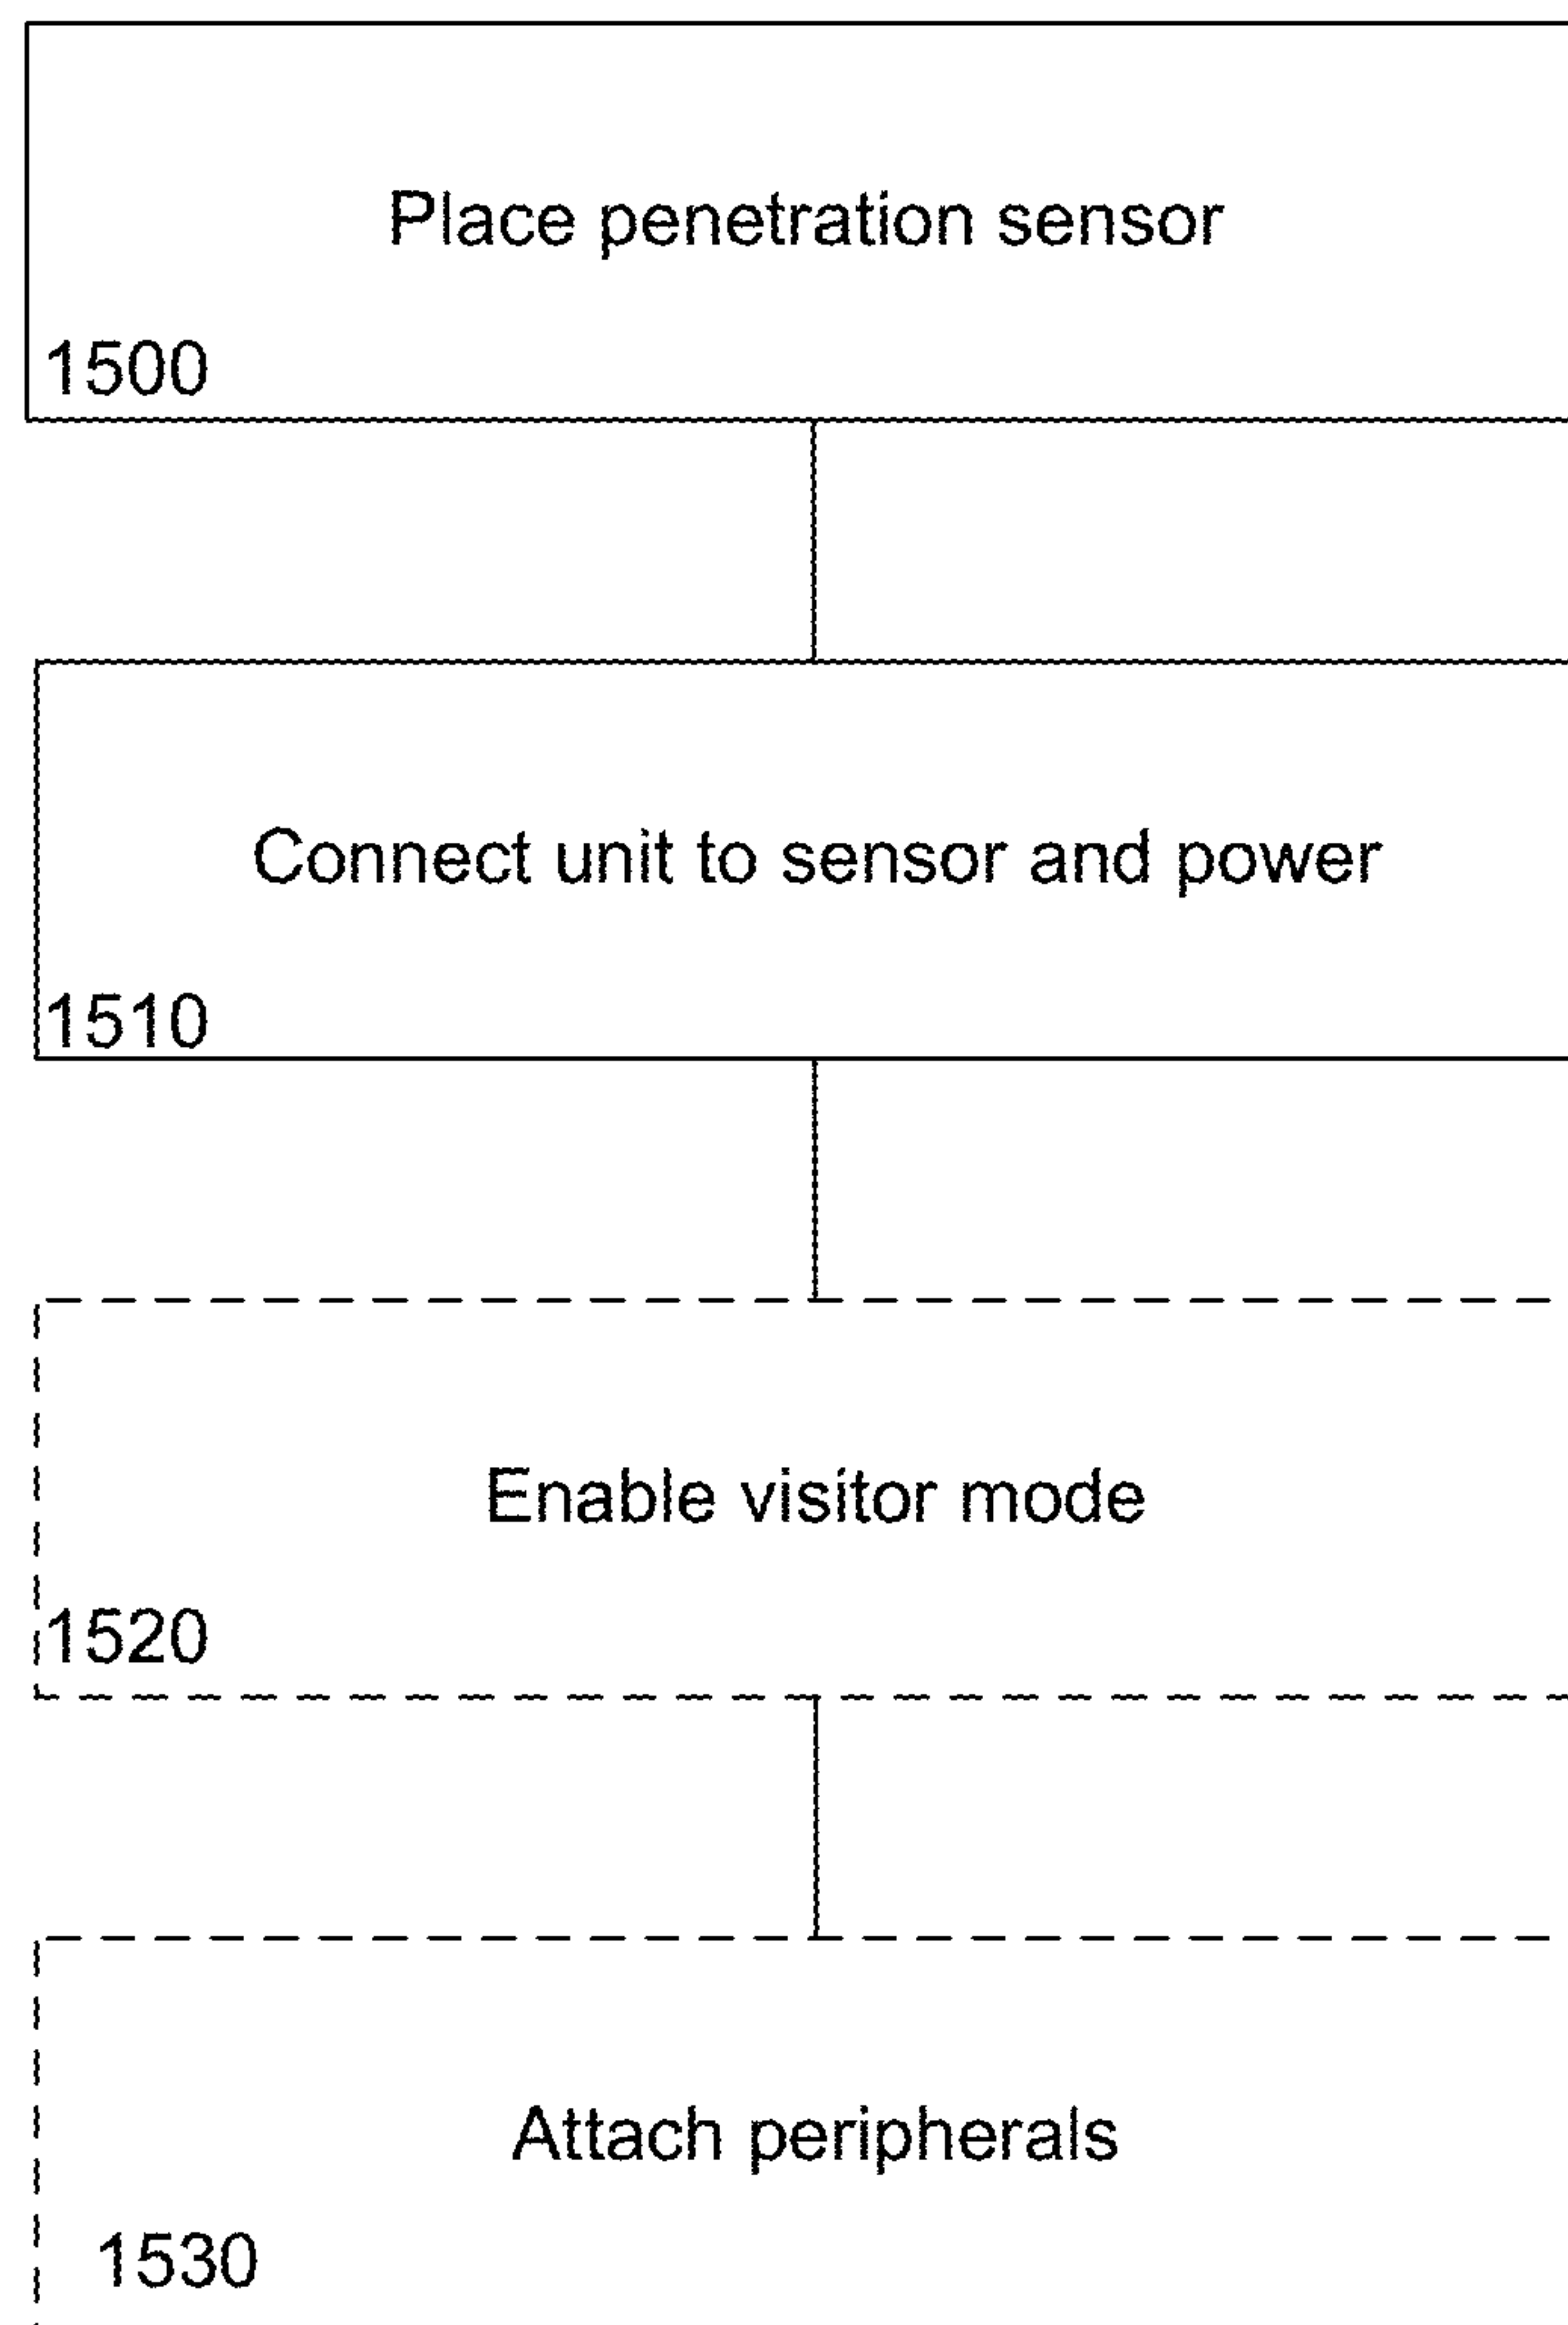 Place penetration sensor
1500
Connect unit to sensor and power
1510
Enable visitor mode
1520
Attach peripherals
1530